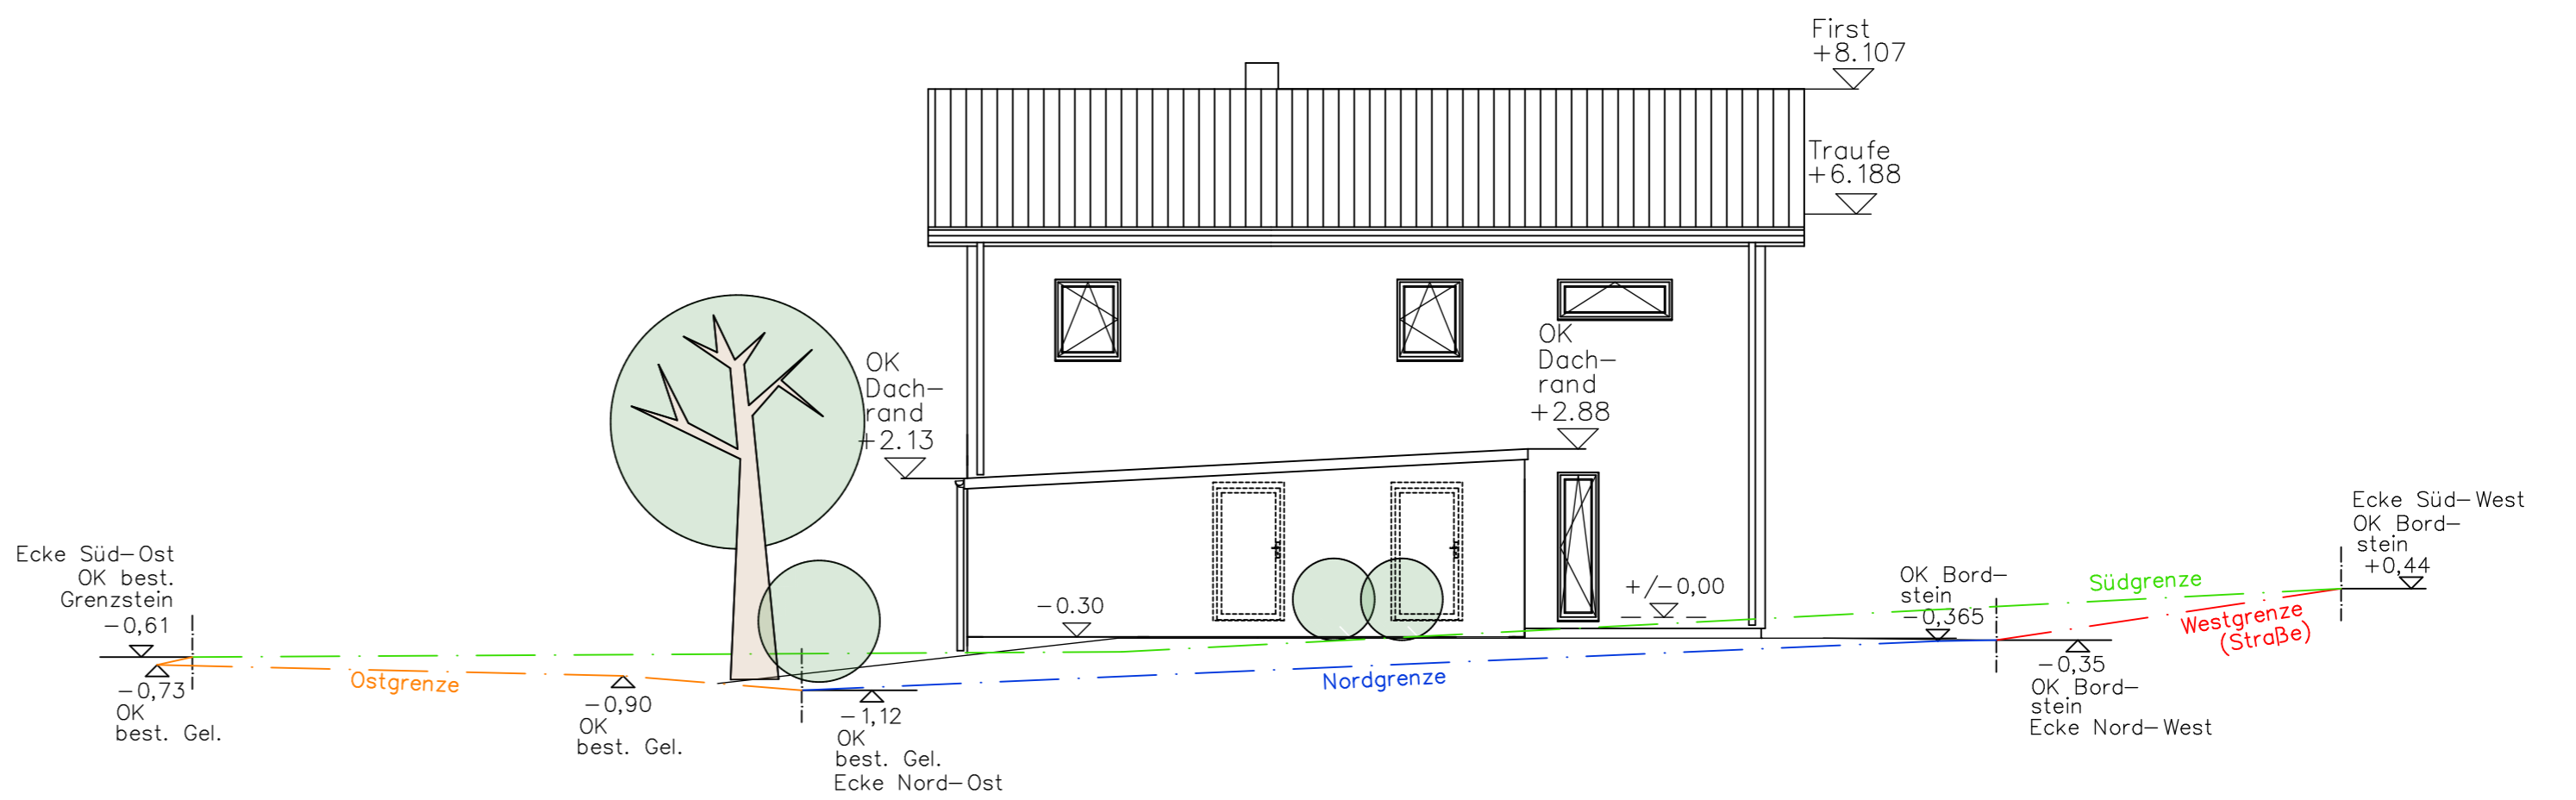 First
+8.107
Traufe
+6.188
OK
Dach–
rand
+2.88
OK
Dach–
rand
+2.13
Ecke Süd–West
OK Bord–
stein
+0,44
Ecke Süd–Ost
OK best.
Grenzstein
–0,61
–0.30
+/–0,00
OK Bord–
stein
–0,365
Südgrenze
Westgrenze
(Straße)
Ostgrenze
Nordgrenze
–0,73
OK
best. Gel.
–0,90
OK
best. Gel.
–1,12
OK
best. Gel.
Ecke Nord–Ost
–0,35
OK Bord–
stein
Ecke Nord–West